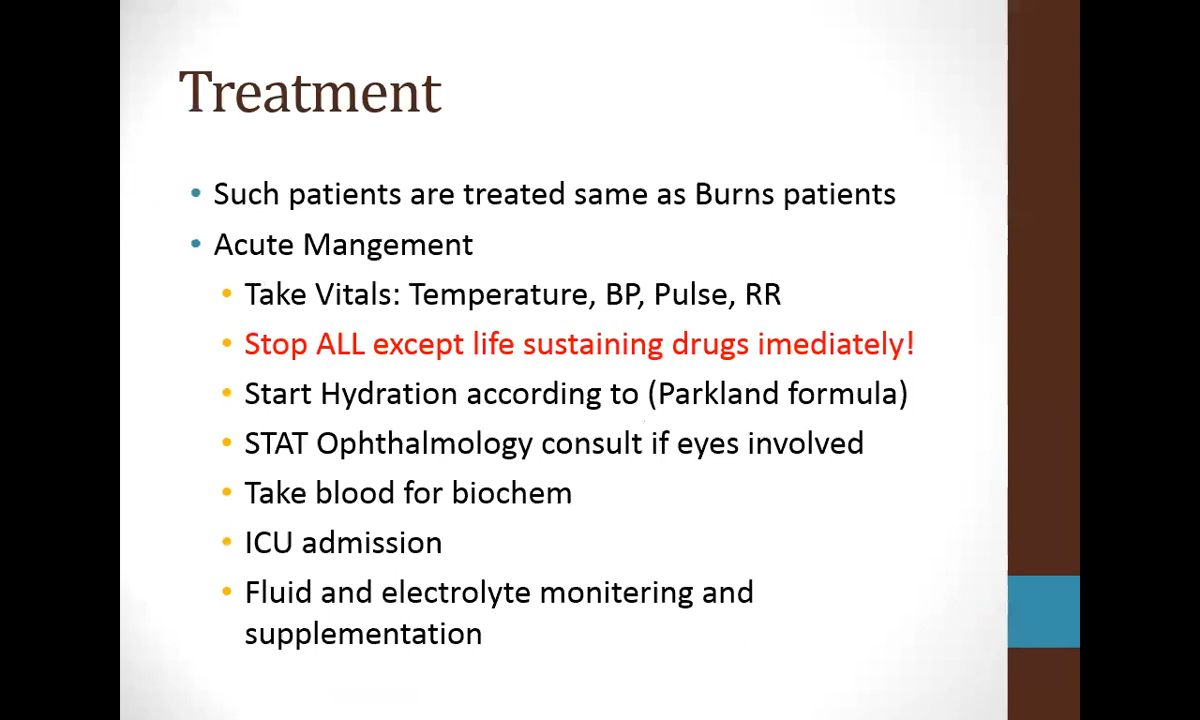 Treatment
• Such patients are treated same as Burns patients
• Acute Mangement
• Take Vitals: Temperature, BP, Pulse, RR
• Stop ALL except life sustaining drugs imediately!
• Start Hydration according to (Parkland formula)
• STAT Ophthalmology consult if eyes involved
• Take blood for biochem
• ICU admission
• Fluid and electrolyte monitering and
supplementation